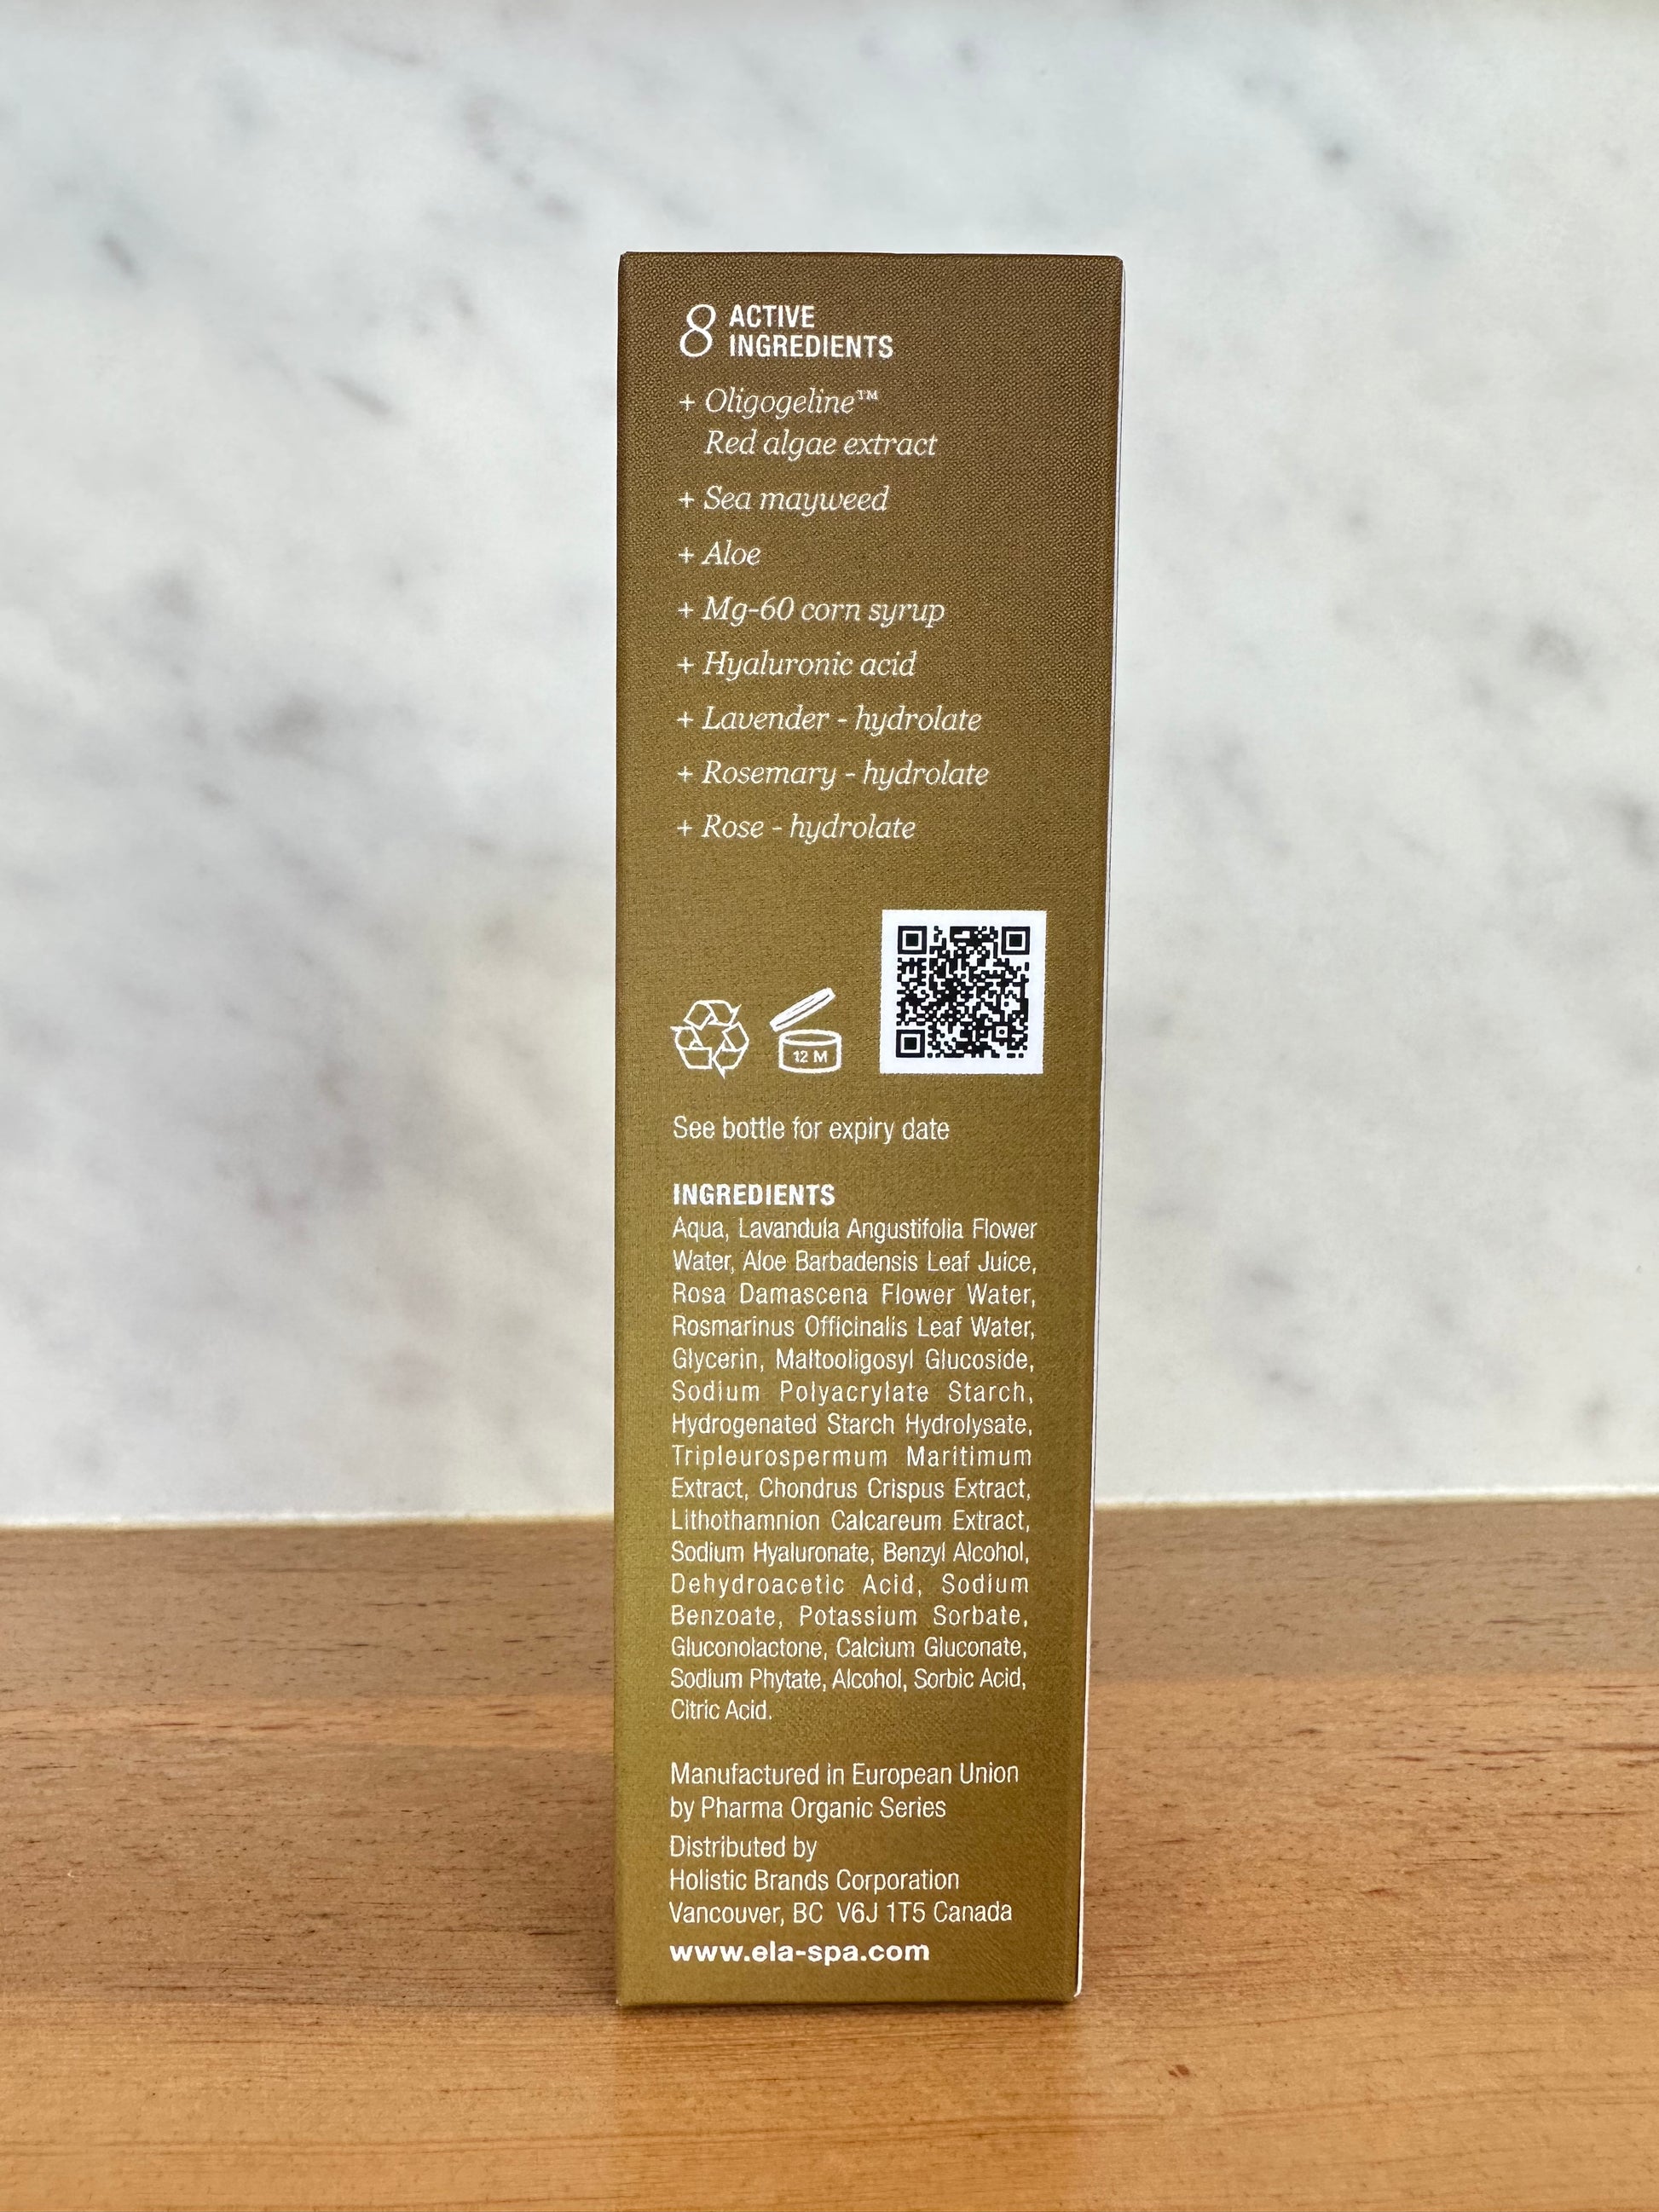 8 ACTIVE
INGREDIENTS
+ Oligogeline™
Red algae extract
+ Sea mayweed
+ Aloe
+ Mg-60 corn syrup
+ Hyaluronic acid
+ Lavender - hydrolate
+ Rosemary - hydrolate
+ Rose - hydrolate
12 M
See bottle for expiry date
INGREDIENTS
Aqua, Lavandula Angustifolia Flower
Water, Aloe Barbadensis Leaf Juice,
Rosa Damascena Flower Water,
Rosmarinus Officinalis Leaf Water,
Glycerin, Maltooligosyl Glucoside,
Sodium Polyacrylate Starch,
Hydrogenated Starch Hydrolysate,
Tripleurospermum Maritimum
Extract, Chondrus Crispus Extract,
Lithothamnion Calcareum Extract,
Sodium Hyaluronate, Benzyl Alcohol,
Dehydroacetic Acid, Sodium
Benzoate, Potassium Sorbate,
Gluconolactone, Calcium Gluconate,
Sodium Phytate, Alcohol, Sorbic Acid,
Citric Acid.
Manufactured in European Union
by Pharma Organic Series
Distributed by
Holistic Brands Corporation
Vancouver, BC V6J 1T5 Canada
www.ela-spa.com